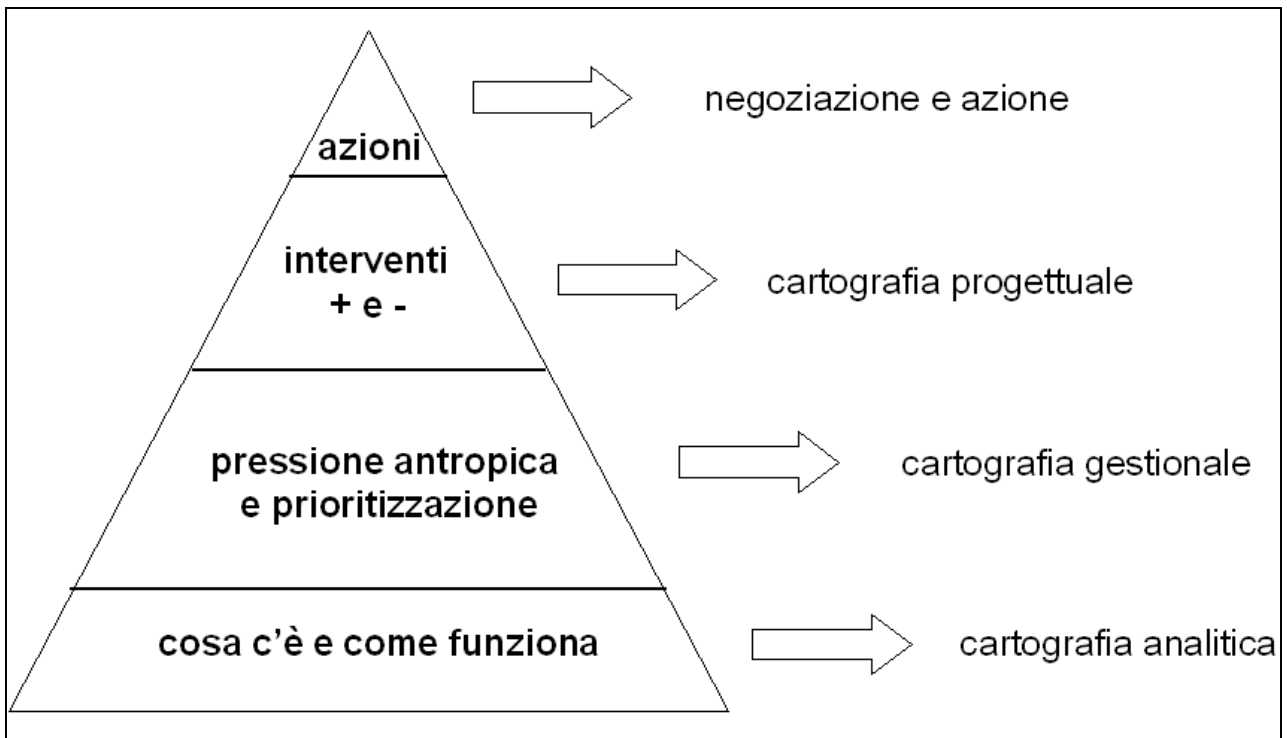 negoziazione e azione
azioni
interventi
+ e -
cartografia progettuale
pressione antropica
e prioritizzazione
cartografia gestionale
cosa c'è e come funziona
cartografia analitica